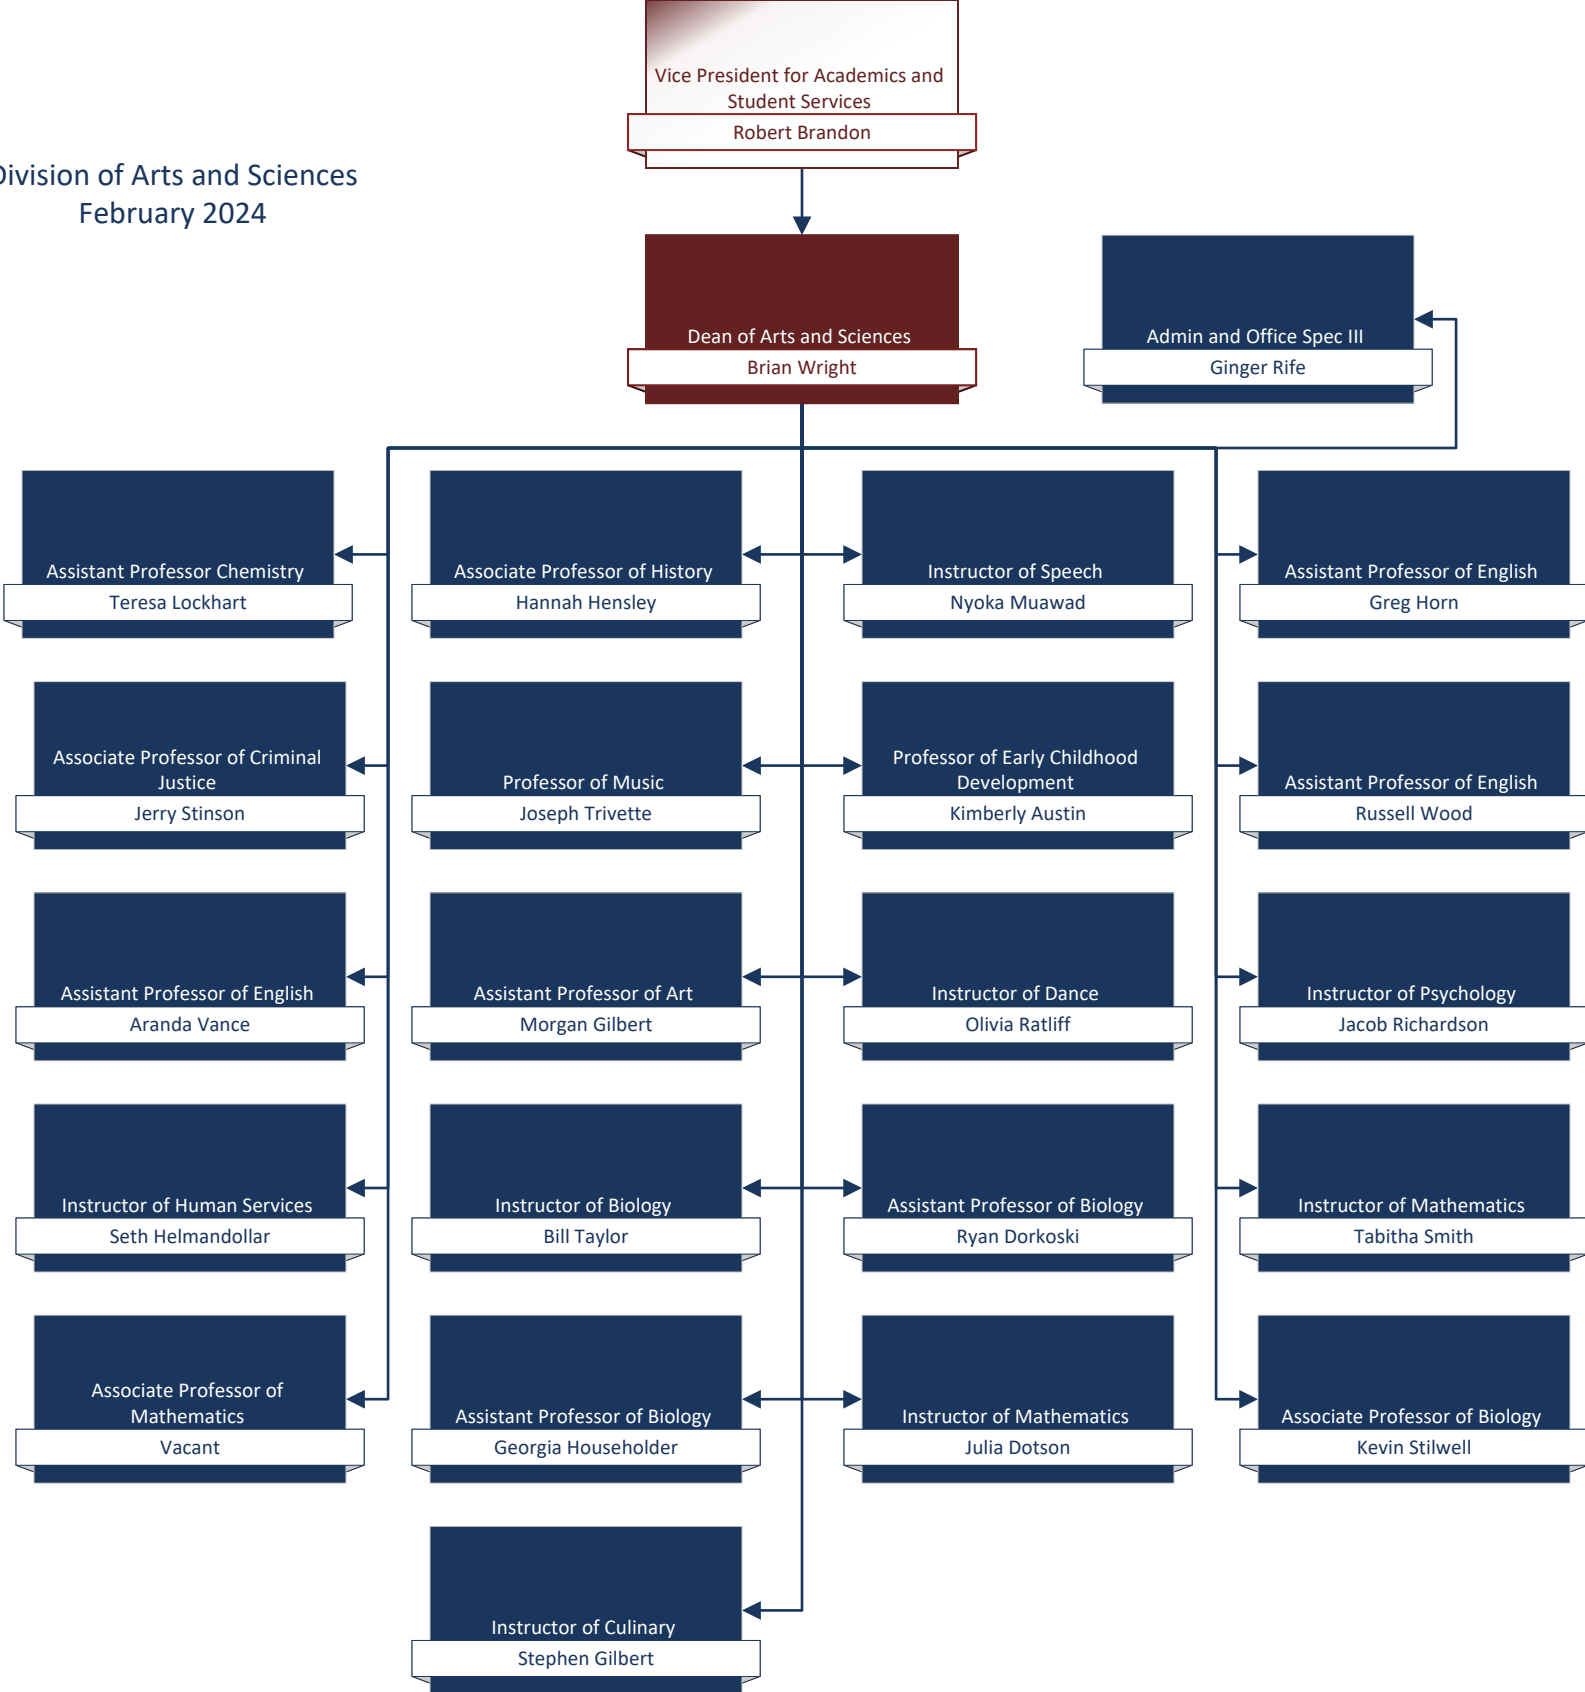 Vice President for Academics and
Student Services
Robert Brandon
Division of Arts and Sciences
February 2024
Dean of Arts and Sciences
Brian Wright
Admin and Office Spec III
Ginger Rife
Assistant Professor Chemistry
Teresa Lockhart
Associate Professor of History
Hannah Hensley
Instructor of Speech
Nyoka Muawad
Assistant Professor of English
Greg Horn
Associate Professor of Criminal
Justice
Jerry Stinson
Professor of Music
Joseph Trivette
Professor of Early Childhood
Development
Kimberly Austin
Assistant Professor of English
Russell Wood
Assistant Professor of English
Aranda Vance
Assistant Professor of Art
Morgan Gilbert
Instructor of Dance
Olivia Ratliff
Instructor of Psychology
Jacob Richardson
Instructor of Human Services
Seth Helmandollar
Instructor of Biology
Bill Taylor
Assistant Professor of Biology
Ryan Dorkoski
Instructor of Mathematics
Tabitha Smith
Associate Professor of
Mathematics
Vacant
Assistant Professor of Biology
Georgia Householder
Instructor of Mathematics
Julia Dotson
Associate Professor of Biology
Kevin Stilwell
Instructor of Culinary
Stephen Gilbert